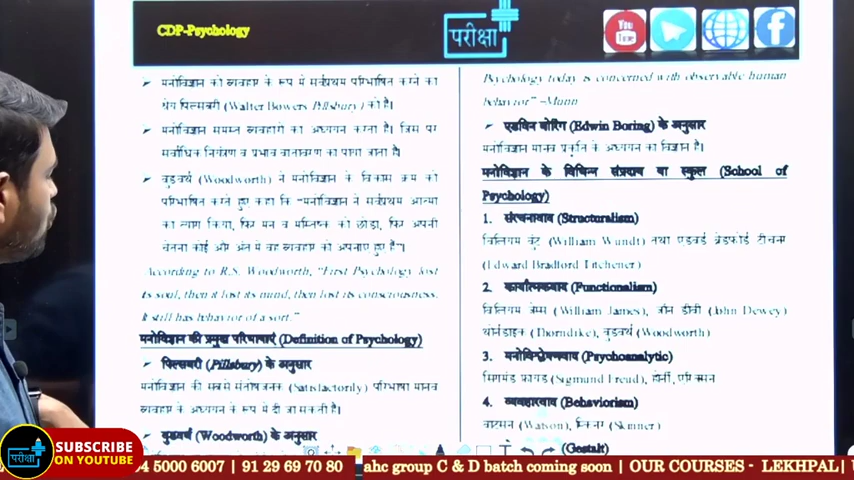 CDP-Psychology
परीक्षा
You
Tube
मनोविज्ञान को व्यवहार के रूप में सर्वप्रथम परिभाषित करने का
श्रेय पिल्सबरी (Walter Bowers Pillsbury) को है।
मनोविज्ञान समस्त व्यवहारों का अध्ययन करता है। जिस पर
सर्वाधिक नियंत्रण व प्रभाव वातावरण का पाया जाता है।
वुडवर्थ (Woodworth) ने मनोविज्ञान के विकास क्रम को
परिभाषित करते हुए कहा कि "मनोविज्ञान ने सर्वप्रथम आत्मा
का त्याग किया, फिर मन व मस्तिष्क को छोड़ा, फिर अपनी
चेतना कोई और अंत में वह व्यवहार को अपनाए हुए है"।
According to R.S. Woodworth, "First Psychology lost
its soul, then it lost its mind, then lost its consciousness.
It still has behavior of a sort."
मनोविज्ञान की प्रमुख परिभाषाएं (Definition of Psychology)
पिल्सबरी (Pillsbury) के अनुसार
मनोविज्ञान की सबसे संतोषजनक (Satisfactorily) परिभाषा मानव
व्यवहार के अध्ययन के रूप में दी जा सकती है।
वुडवर्थ (Woodworth) के अनुसार
Psychology today is concerned with observable human
behavior" –Munn
एडविन बोरिंग (Edwin Boring) के अनुसार
मनोविज्ञान मानव प्रकृति के अध्ययन का विज्ञान है।
मनोविज्ञान के विभिन्न संप्रदाय या स्कूल (School of
Psychology)
1. संरचनावाद (Structuralism)
विलियम वुंट (William Wundt) तथा एडवर्ड ब्रेडफोर्ड टीचनर
(Edward Bradford Titchener)
2. कार्यात्मकवाद (Functionalism)
विलियम जेम्स (William James), जॉन डीवी (John Dewey)
थॉर्नडाइक (Thorndike), वुडवर्थ (Woodworth)
3. मनोविश्लेषणवाद (Psychoanalytic)
सिगमंड फ्रायड (Sigmund Freud), होर्नी, एरिक्सन
4. व्यवहारवाद (Behaviorism)
वाटसन (Watson), स्किनर (Skinner)
(Gestalt)
परीक्षा
SUBSCRIBE
ON YOUTUBE
4 5000 6007 | 91 29 69 70 80 ahc group C & D batch coming soon | OUR COURSES - LEKHPAL|